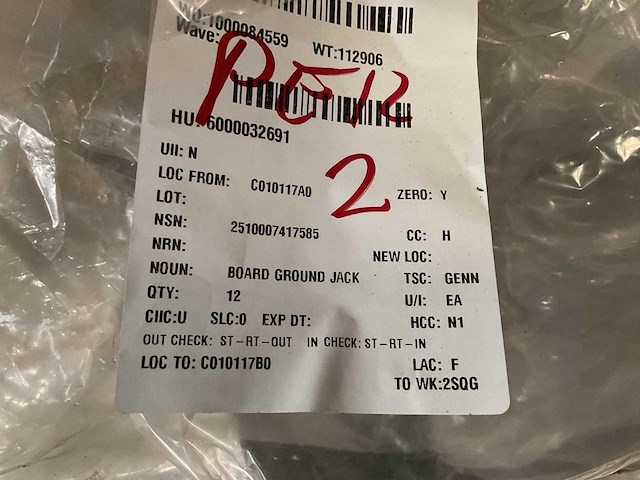 WO:1000084559
Wave: WT:112906
PER
HU: 6000032691
UII: N
2
LOC FROM: C010117A0 ZERO: Y
LOT:
NSN: 2510007417585 CC: H
NRN: NEW LOC:
NOUN: BOARD GROUND JACK TSC: GENN
QTY: 12 U/I: EA
CIIC:U SLC:0 EXP DT: HCC: N1
OUT CHECK: ST-RT-OUT IN CHECK: ST-RT-IN
LOC TO: C010117B0 LAC: F
TO WK:2SQG